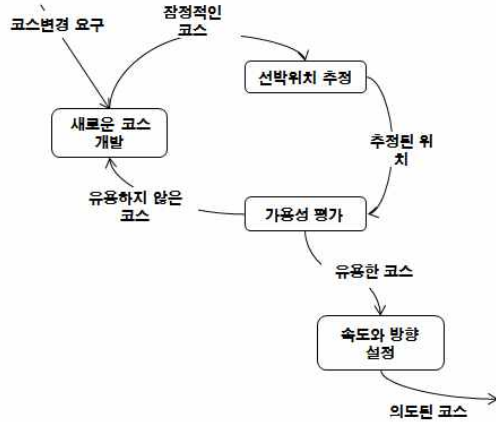 코스변경 요구
잠정적인
코스
선박위치 추정
새로운 코스
개발
추정된 위
치
유용하지 않은
코스
가용성 평가
유용한 코스
속도와 방향
설정
의도된 코스